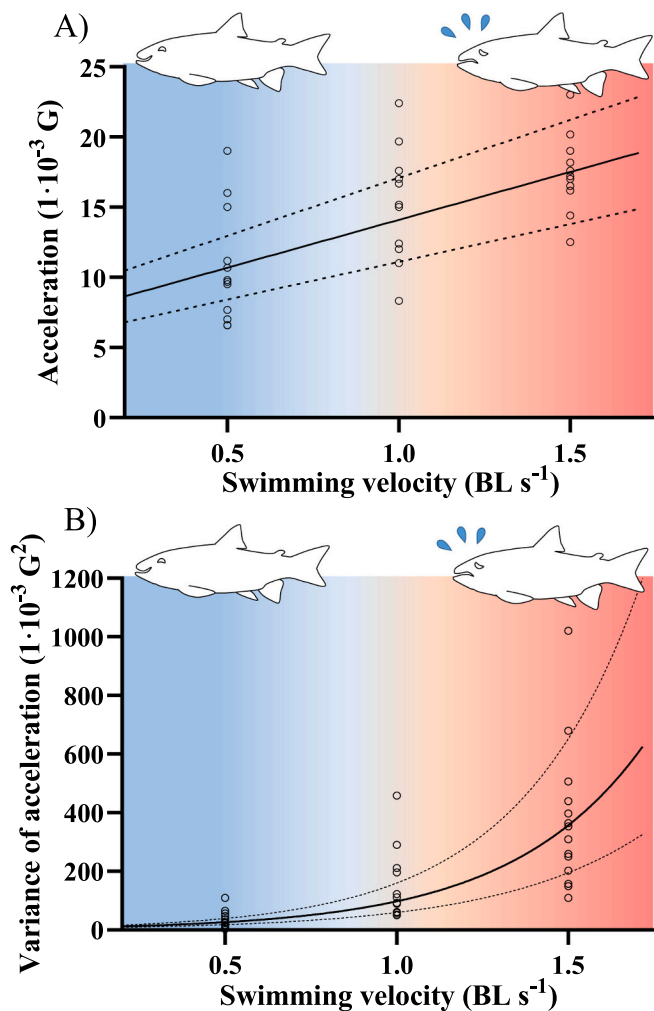 A)
25
20
15
10
5
0
Acceleration (1·10⁻³ G)
0.5 1.0 1.5
Swimming velocity (BL s⁻¹)
B)
1200
1000
800
600
400
200
0
Variance of acceleration (1·10⁻³ G²)
0.5 1.0 1.5
Swimming velocity (BL s⁻¹)